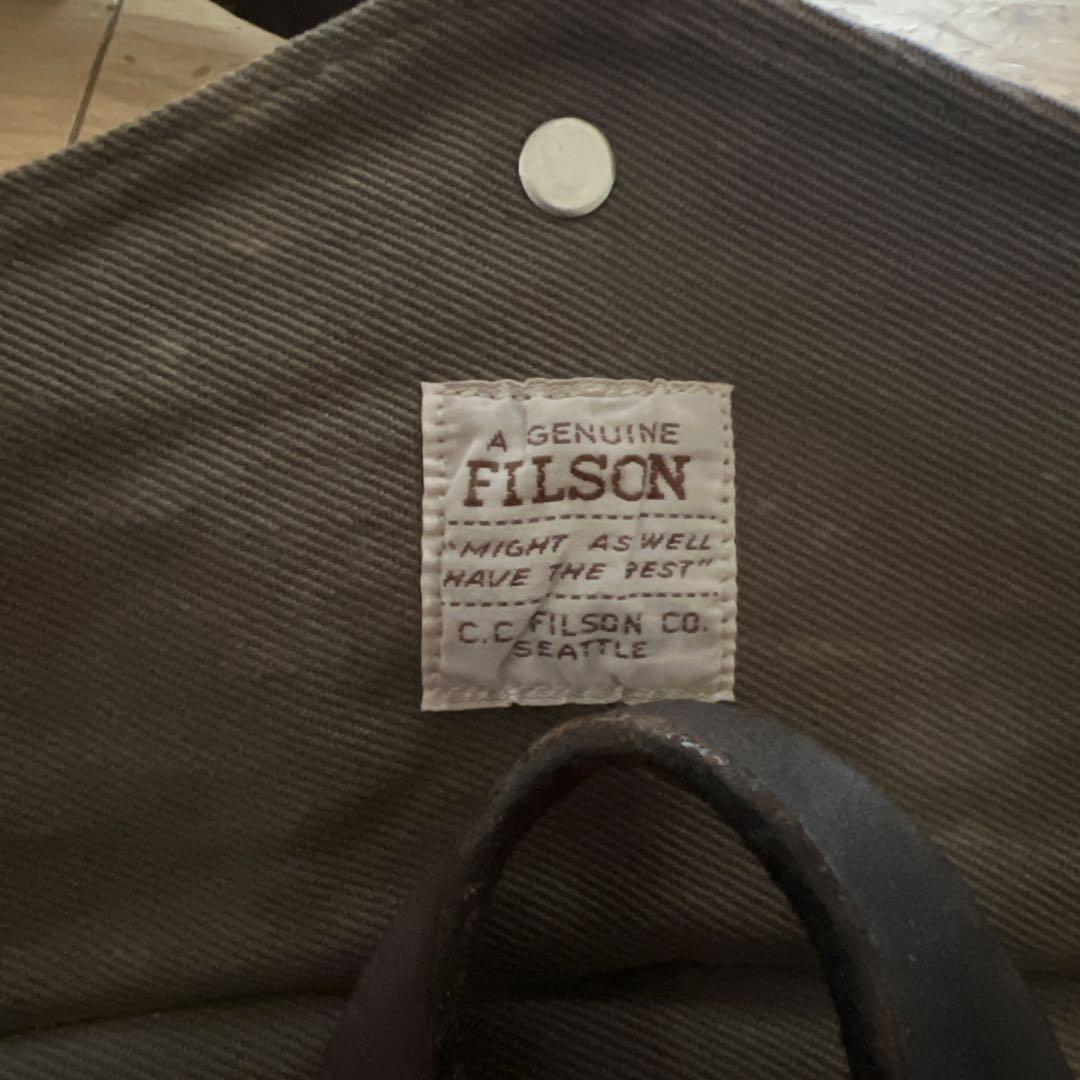 A GENUINE
FILSON
"MIGHT AS WELL
HAVE THE BEST"
C.C FILSON CO.
SEATTLE